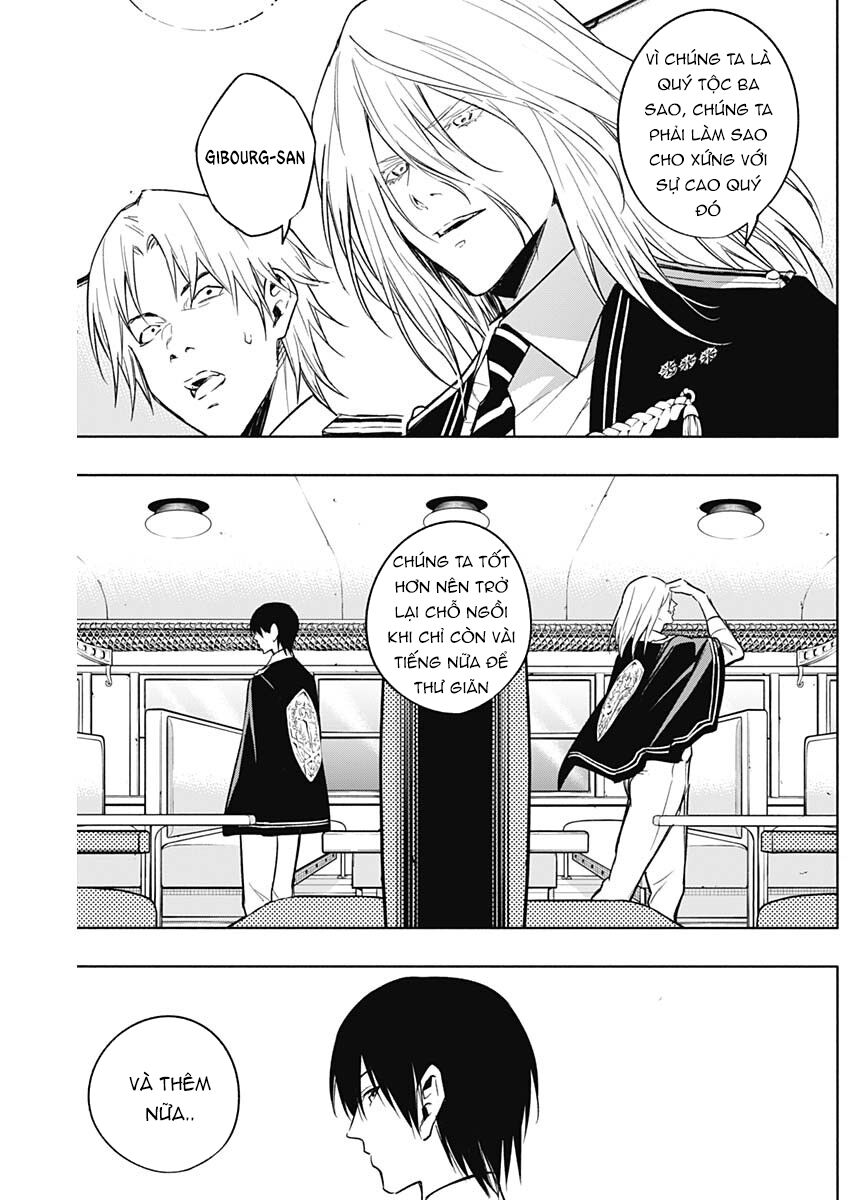 VÌ CHÚNG TA LÀ
QUÝ TỘC BA
SAO, CHÚNG TA
PHẢI LÀM SAO
CHO XỨNG VỚI
SỰ CAO QUÝ
ĐÓ
GIBOURG-SAN
CHÚNG TA TỐT
HƠN NÊN TRỞ
LẠI CHỖ NGỒI
KHI CHỈ CÒN VÀI
TIẾNG NỮA ĐỂ
THƯ GIÃN
VÀ THÊM
NỮA..